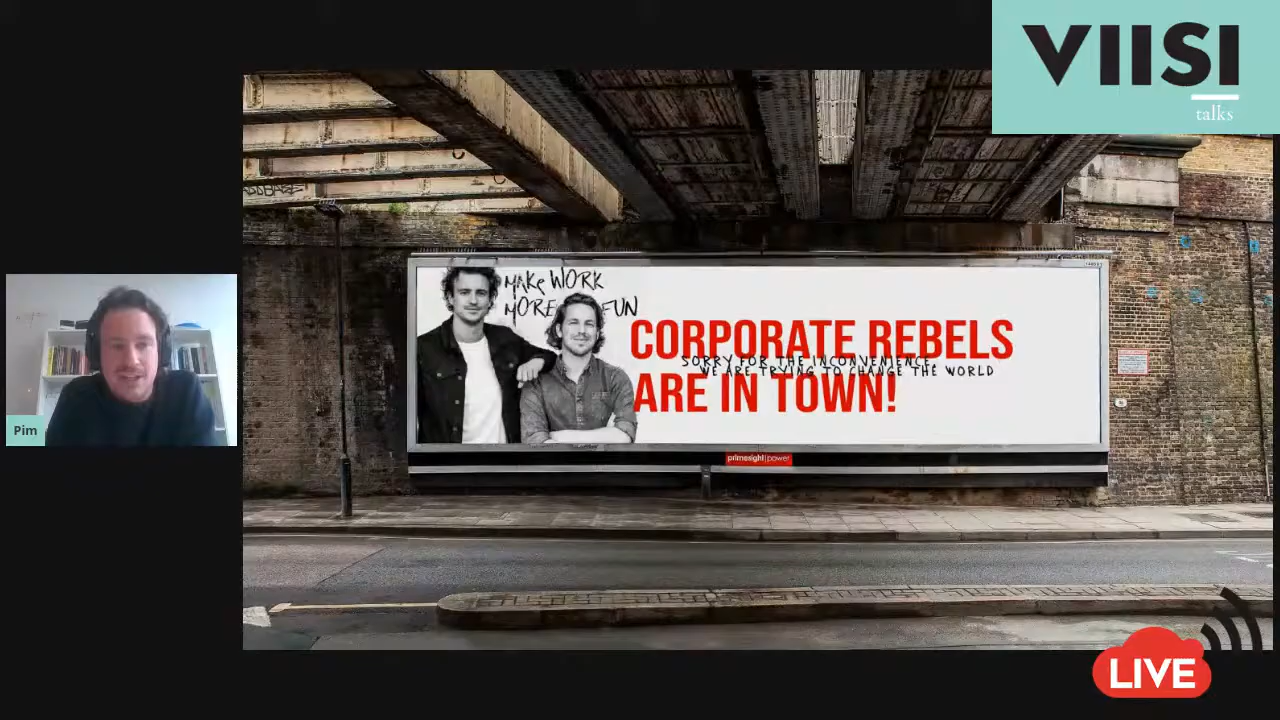 VIISI
talks
MAKE WORK
MORE FUN
CORPORATE REBELS
SORRY FOR THE INCONVENIENCE
WE ARE TRYING TO CHANGE THE WORLD
ARE IN TOWN!
primesight|power
Pim
LIVE